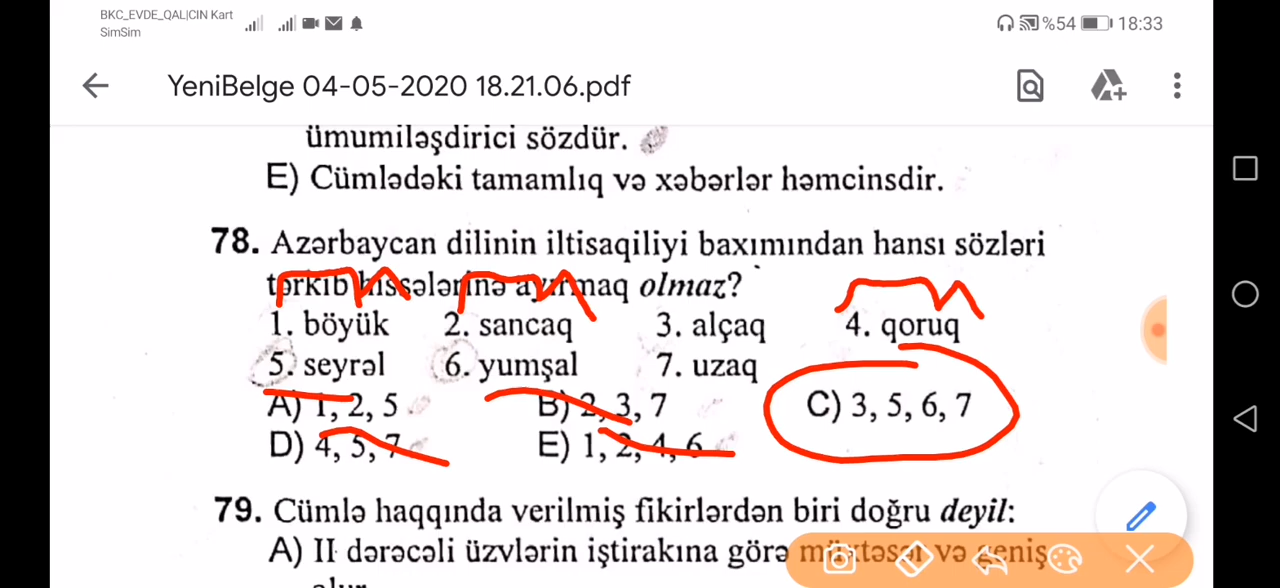 BKC_EVDE_QAL|CIN Kart
SimSim
%54 18:33
YeniBelge 04-05-2020 18.21.06.pdf
ümumiləşdirici sözdür.
E) Cümlədəki tamamlıq və xəbərlər həmcinsdir.
78. Azərbaycan dilinin iltisaqiliyi baxımından hansı sözləri
tərkib hissələrinə ayırmaq olmaz?
1. böyük 2. sancaq 3. alçaq 4. qoruq
5. seyrəl 6. yumşal 7. uzaq
A) 1, 2, 5 B) 2, 3, 7 C) 3, 5, 6, 7
D) 4, 5, 7 E) 1, 2, 4, 6
79. Cümlə haqqında verilmiş fikirlərdən biri doğru deyil:
A) II dərəcəli üzvlərin iştirakına görə müxtəsər və geniş